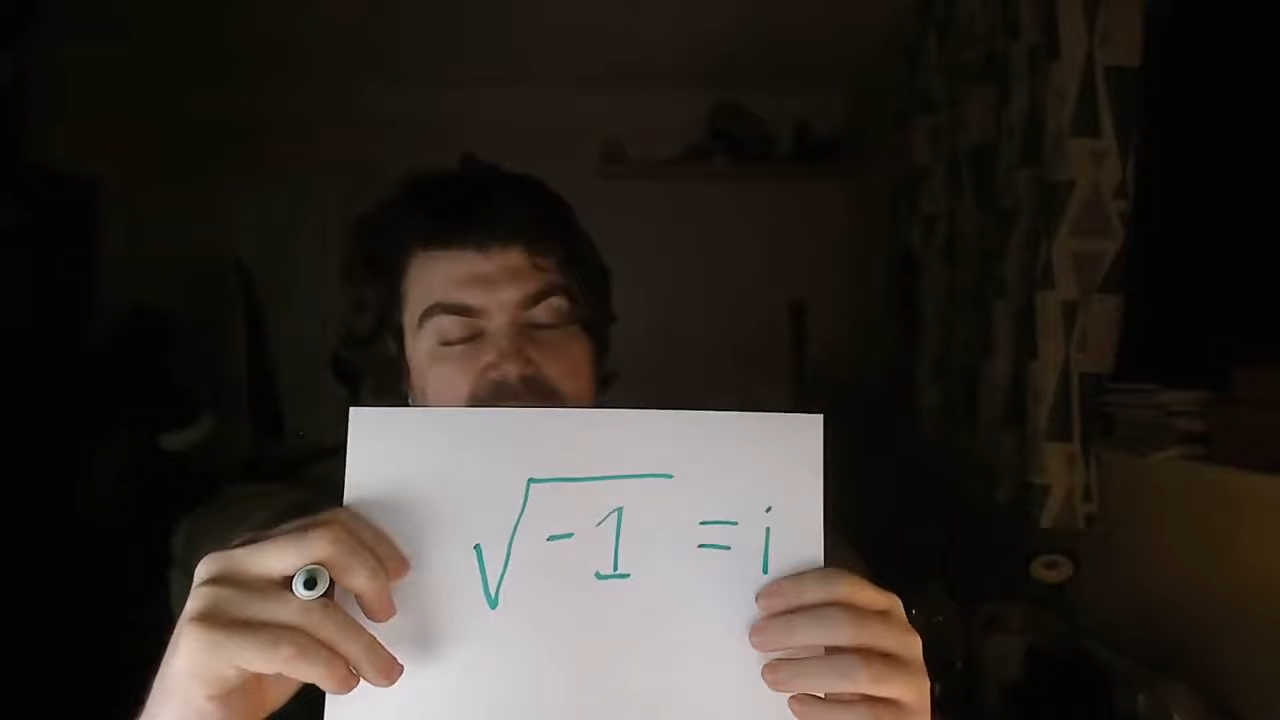 √-1 = i